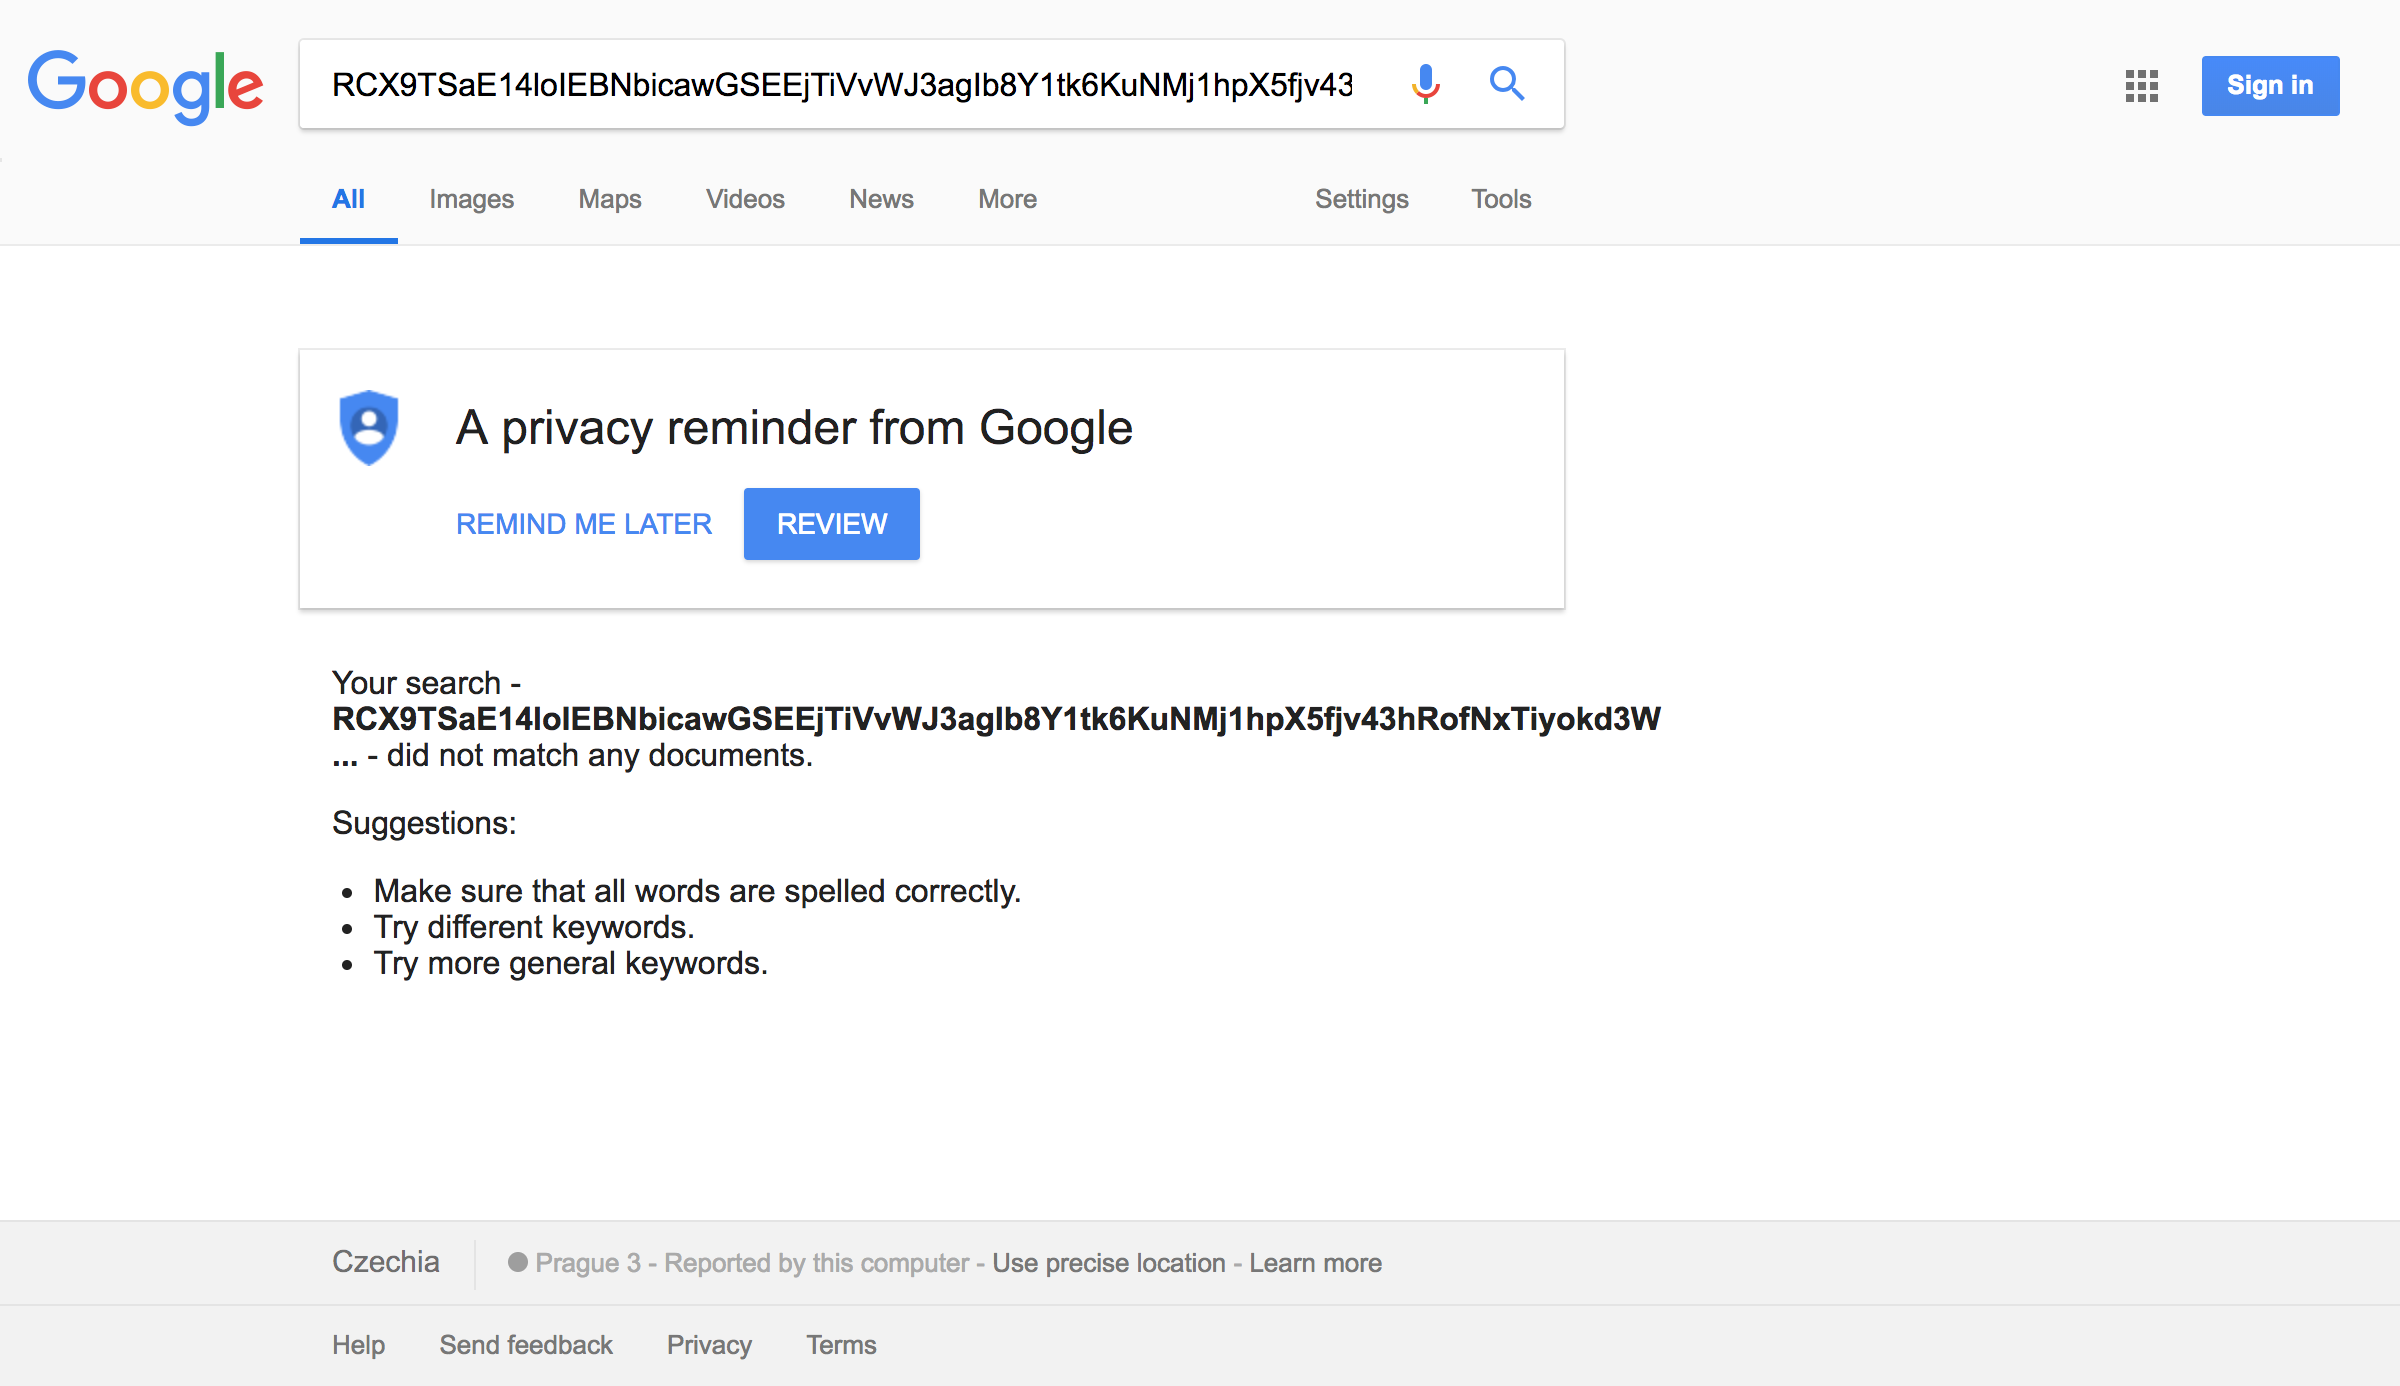 Google
RCX9TSaE14IoIEBNbicawGSEEjTiVvWJ3agIb8Y1tk6KuNMj1hpX5fjv43
Sign in
All Images Maps Videos News More Settings Tools
A privacy reminder from Google
REMIND ME LATER REVIEW
Your search -
RCX9TSaE14IoIEBNbicawGSEEjTiVvWJ3agIb8Y1tk6KuNMj1hpX5fjv43hRofNxTiyokd3W
... - did not match any documents.
Suggestions:
• Make sure that all words are spelled correctly.
• Try different keywords.
• Try more general keywords.
Czechia Prague 3 - Reported by this computer - Use precise location - Learn more
Help Send feedback Privacy Terms